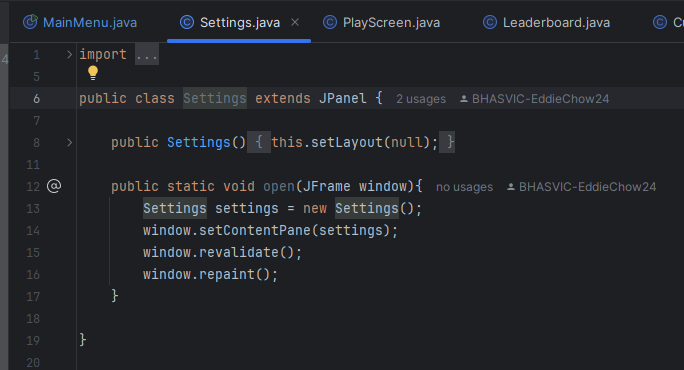 MainMenu.java Settings.java × PlayScreen.java Leaderboard.java
4
1 import ...
5
6 public class Settings extends JPanel { 2 usages BHASVIC-EddieChow24
7
8 public Settings() { this.setLayout(null); }
11
12 @ public static void open(JFrame window){ no usages BHASVIC-EddieChow24
13 Settings settings = new Settings();
14 window.setContentPane(settings);
15 window.revalidate();
16 window.repaint();
17 }
18
19 }
20